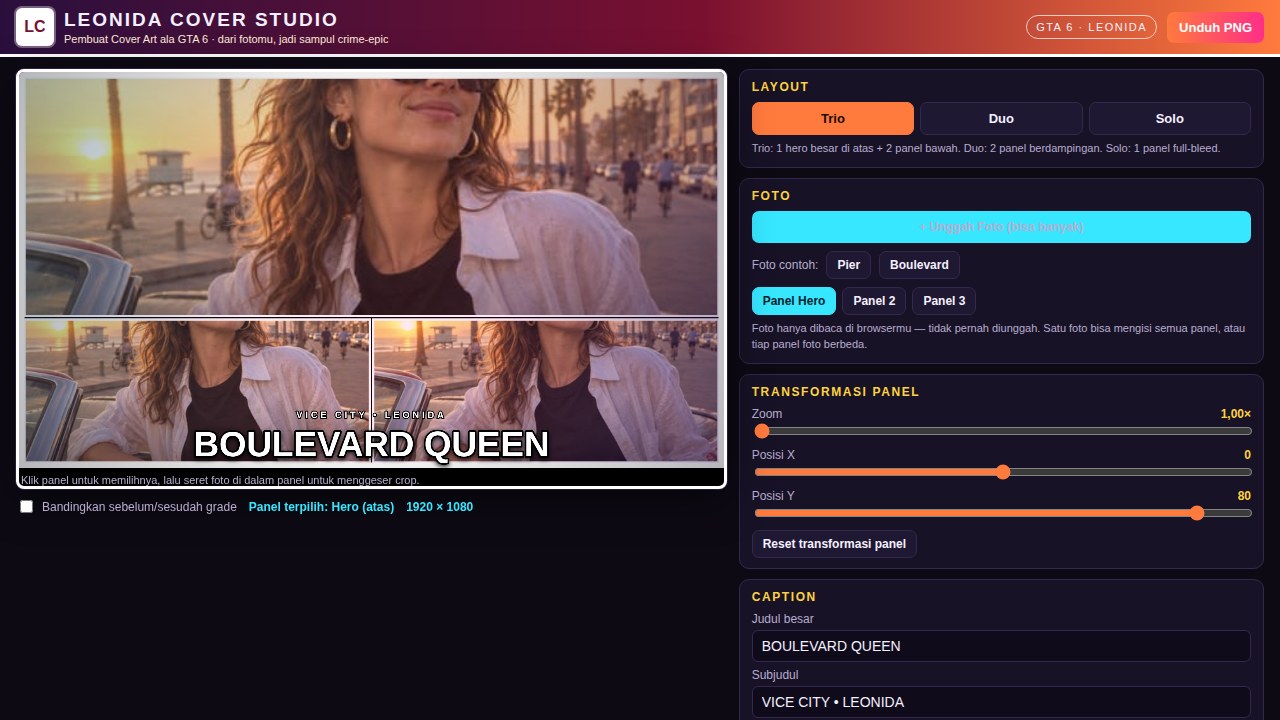 LC
LEONIDA COVER STUDIO
Pembuat Cover Art ala GTA 6 · dari fotomu, jadi sampul crime-epic
GTA 6 · LEONIDA
Unduh PNG
VICE CITY • LEONIDA
BOULEVARD QUEEN
Klik panel untuk memilihnya, lalu seret foto di dalam panel untuk menggeser crop.
Bandingkan sebelum/sesudah grade
Panel terpilih: Hero (atas)
1920 × 1080
LAYOUT
Trio
Duo
Solo
Trio: 1 hero besar di atas + 2 panel bawah. Duo: 2 panel berdampingan. Solo: 1 panel full-bleed.
FOTO
+ Unggah Foto (bisa banyak)
Foto contoh:
Pier
Boulevard
Panel Hero
Panel 2
Panel 3
Foto hanya dibaca di browsermu — tidak pernah diunggah. Satu foto bisa mengisi semua panel, atau
tiap panel foto berbeda.
TRANSFORMASI PANEL
Zoom
1,00×
Posisi X
0
Posisi Y
80
Reset transformasi panel
CAPTION
Judul besar
BOULEVARD QUEEN
Subjudul
VICE CITY • LEONIDA